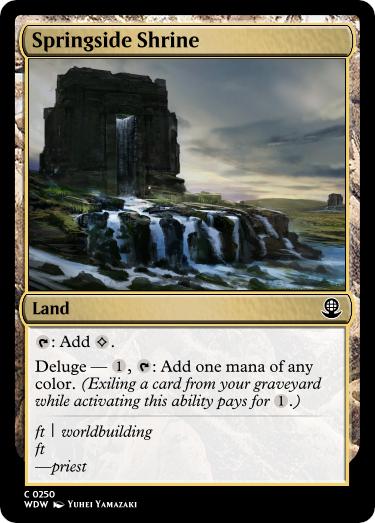 Springside Shrine
Land
: Add .
Deluge — 1, : Add one mana of any
color. (Exiling a card from your graveyard
while activating this ability pays for 1.)
ft | worldbuilding
ft
—priest
C 0250
WDW Yuhei Yamazaki